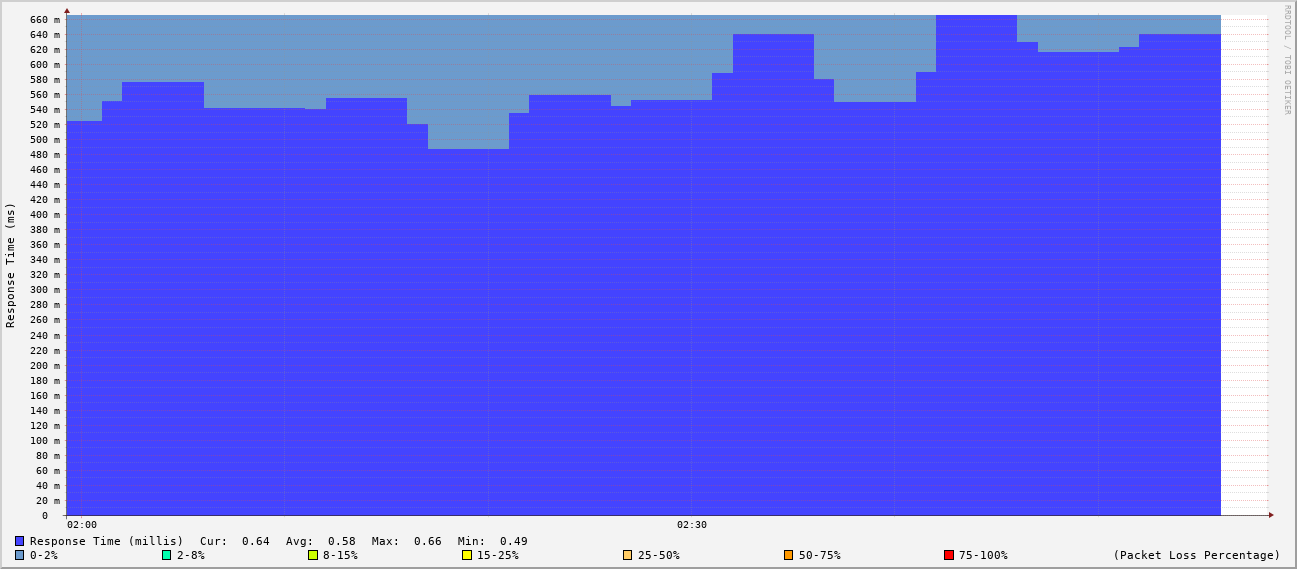 RRDTOOL / TOBI OETIKER
Response Time (ms)
660 m
640 m
620 m
600 m
580 m
560 m
540 m
520 m
500 m
480 m
460 m
440 m
420 m
400 m
380 m
360 m
340 m
320 m
300 m
280 m
260 m
240 m
220 m
200 m
180 m
160 m
140 m
120 m
100 m
80 m
60 m
40 m
20 m
0
02:00 02:30
Response Time (millis) Cur: 0.64 Avg: 0.58 Max: 0.66 Min: 0.49
0-2% 2-8% 8-15% 15-25% 25-50% 50-75% 75-100% (Packet Loss Percentage)